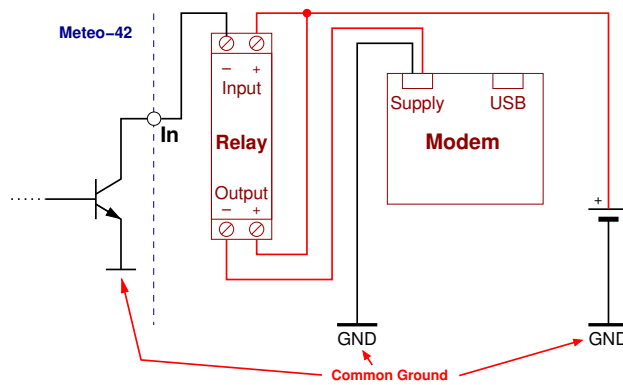 Meteo–42
In
– +
Input
Relay
Output
– +
Supply
USB
Modem
+
GND
GND
Common Ground